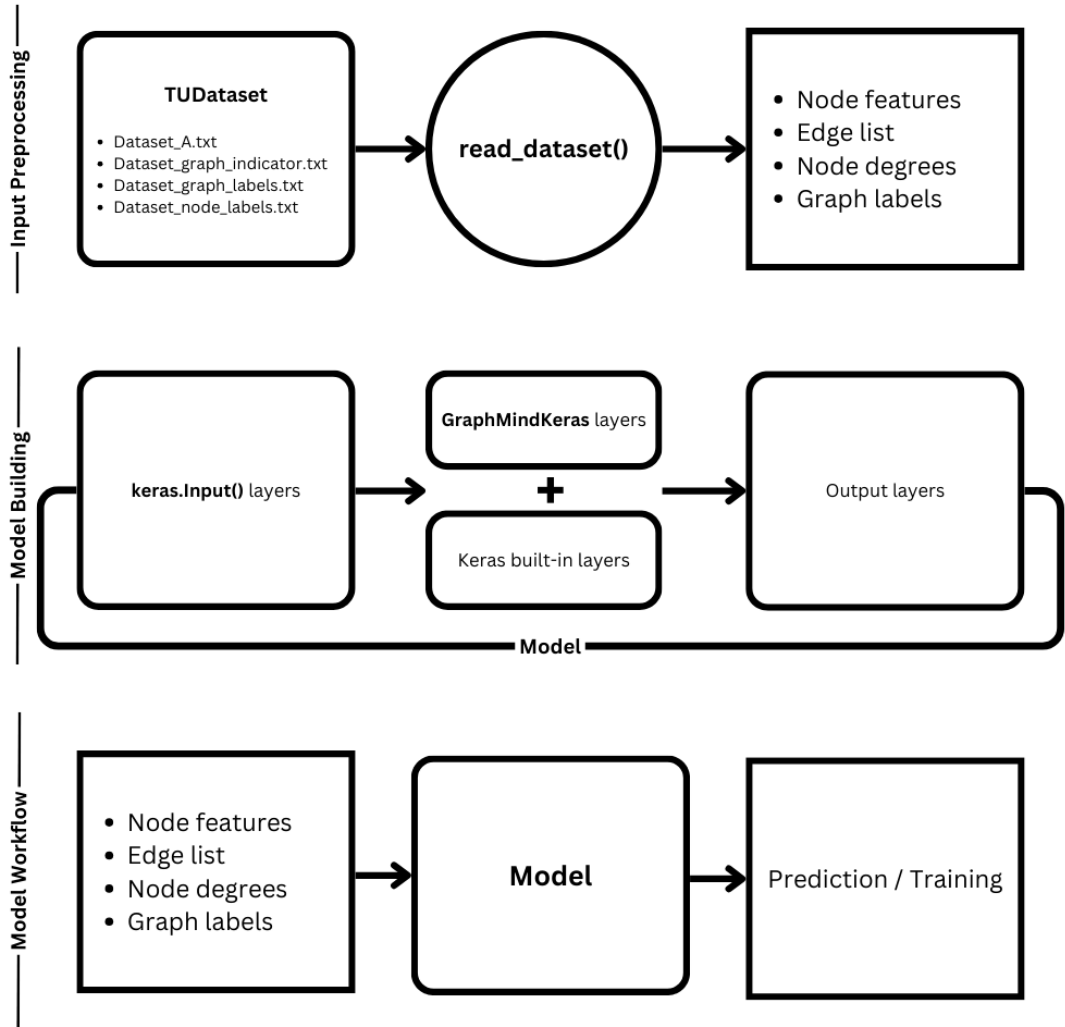 Input Preprocessing
TUDataset
• Dataset_A.txt
• Dataset_graph_indicator.txt
• Dataset_graph_labels.txt
• Dataset_node_labels.txt
read_dataset()
• Node features
• Edge list
• Node degrees
• Graph labels
Model Building
keras.Input() layers
GraphMindKeras layers
+
Keras built-in layers
Output layers
Model
Model Workflow
• Node features
• Edge list
• Node degrees
• Graph labels
Model
Prediction / Training